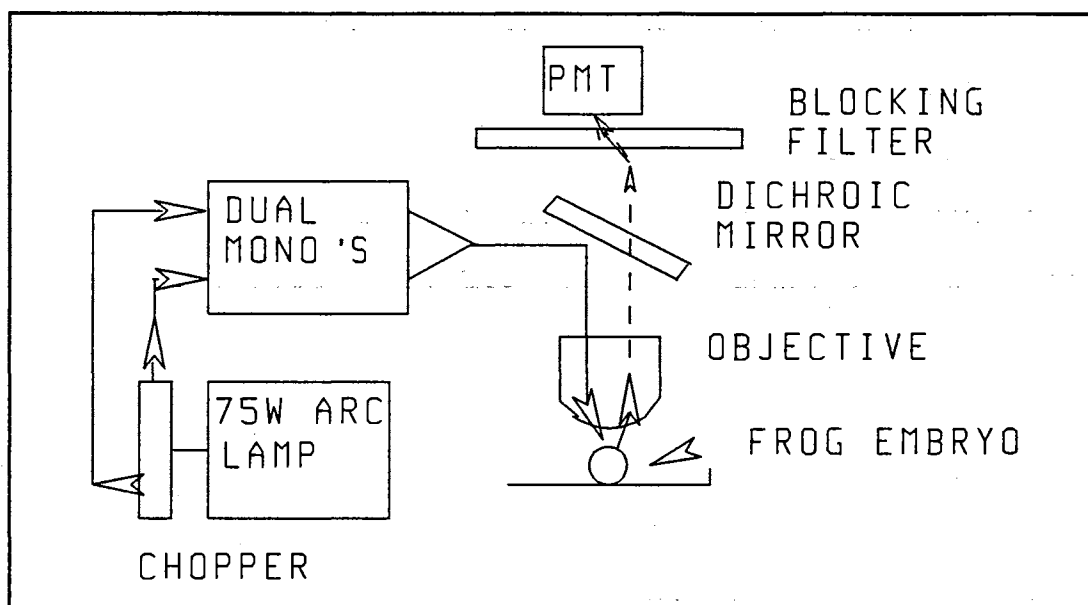 PMT
BLOCKING
FILTER
DUAL
MONO'S
DICHROIC
MIRROR
OBJECTIVE
75W ARC
LAMP
FROG EMBRYO
CHOPPER